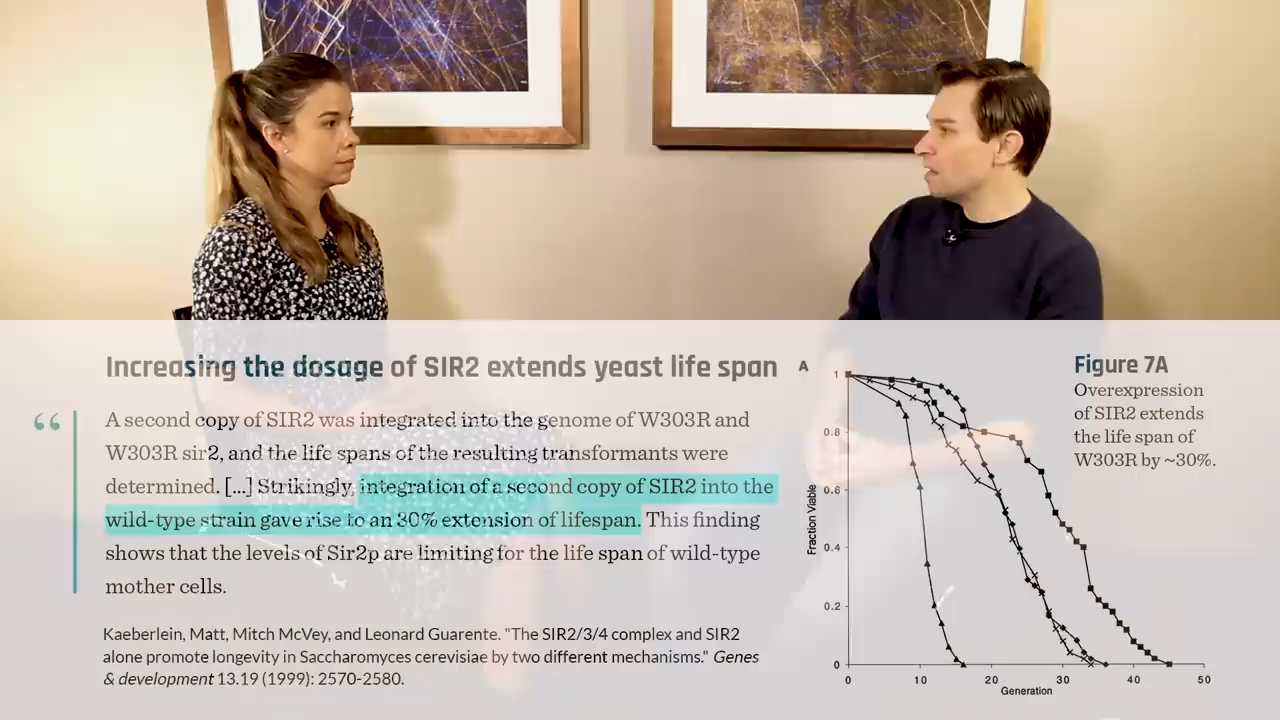 Increasing the dosage of SIR2 extends yeast life span
“
A second copy of SIR2 was integrated into the genome of W303R and
W303R sir2, and the life spans of the resulting transformants were
determined. [...] Strikingly, integration of a second copy of SIR2 into the
wild-type strain gave rise to an 30% extension of lifespan. This finding
shows that the levels of Sir2p are limiting for the life span of wild-type
mother cells.
Kaeberlein, Matt, Mitch McVey, and Leonard Guarente. "The SIR2/3/4 complex and SIR2
alone promote longevity in Saccharomyces cerevisiae by two different mechanisms." Genes
& development 13.19 (1999): 2570-2580.
A
1
0.8
0.6
0.4
0.2
0
Fraction Viable
0 10 20 30 40 50
Generation
Figure 7A
Overexpression
of SIR2 extends
the life span of
W303R by ~30%.